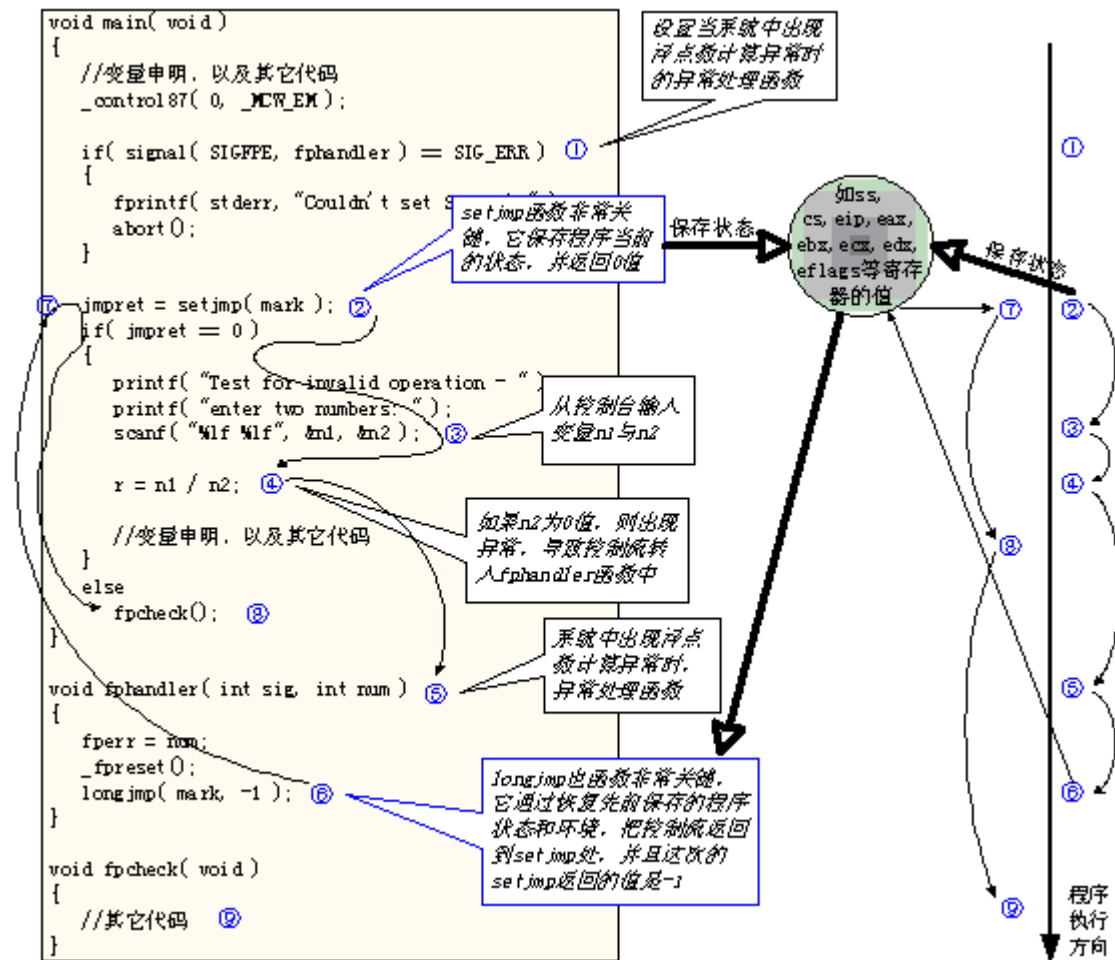 void main( void )
{
//变量申明，以及其它代码
_control87( 0, _MCW_EM );
if( signal( SIGFPE, fphandler ) == SIG_ERR ) ①
{
fprintf( stderr, "Couldn't set S
abort();
}
⑦ jmpret = setjmp( mark ); ②
if( jmpret == 0 )
{
printf( "Test for invalid operation - " )
printf( "enter two numbers: " );
scanf( "%lf %lf", &n1, &n2 ); ③
r = n1 / n2; ④
//变量申明，以及其它代码
}
else
fpcheck(); ⑧
}
void fphandler( int sig, int num ) ⑤
{
fperr = num;
_fpreset();
longjmp( mark, -1 ); ⑥
}
void fpcheck( void )
{
//其它代码 ⑨
}
设置当系统中出现
浮点数计算异常时
的异常处理函数
setjmp函数非常关
键，它保存程序当前
的状态，并返回0值
保存状态
如ss,
cs, eip, eax,
ebx, ecx, edx,
eflags等寄存
器的值
保存状态
从控制台输入
变量n1与n2
如果n2为0值，则出现
异常，导致控制流转
入fphandler函数中
系统中出现浮点
数计算异常时，
异常处理函数
longjmp也函数非常关键，
它通过恢复先前保存的程序
状态和环境，把控制流返回
到setjmp处，并且这次的
setjmp返回的值是-1
①
⑦ ②
③
④
⑧
⑤
⑥
⑨
程序
执行
方向